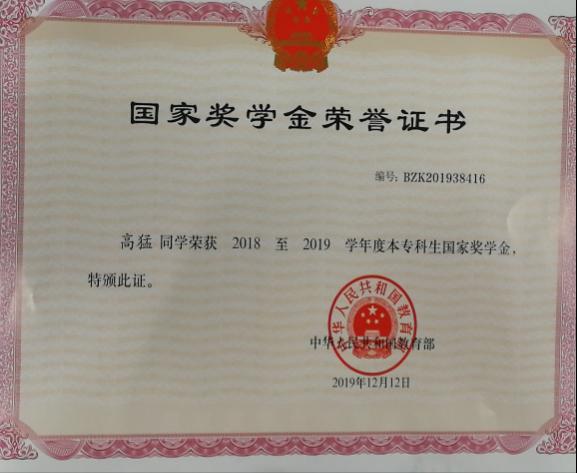 国家奖学金荣誉证书
编号: BZK201938416
高猛 同学荣获 2018 至 2019 学年度本专科生国家奖学金,
特颁此证。
中华人民共和国教育部
中华人民共和国教育部
2019年12月12日